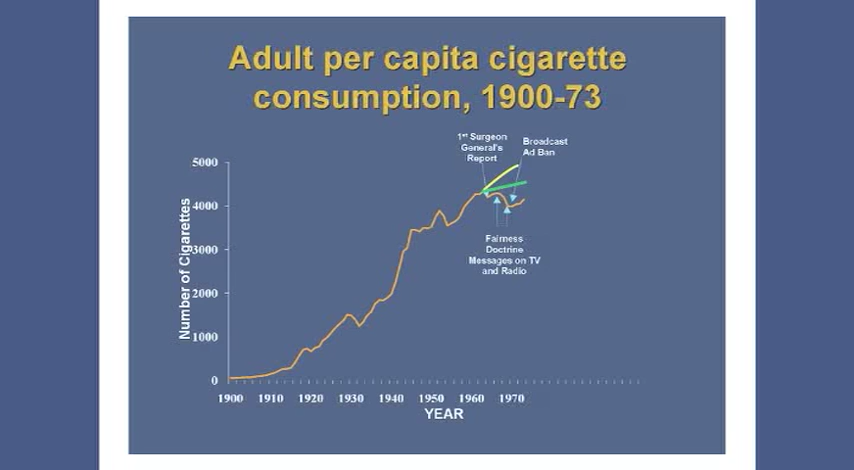 Adult per capita cigarette
consumption, 1900-73
1st Surgeon
General's
Report
Broadcast
Ad Ban
5000
4000
3000
2000
1000
0
Number of Cigarettes
Fairness
Doctrine
Messages on TV
and Radio
1900 1910 1920 1930 1940 1950 1960 1970
YEAR